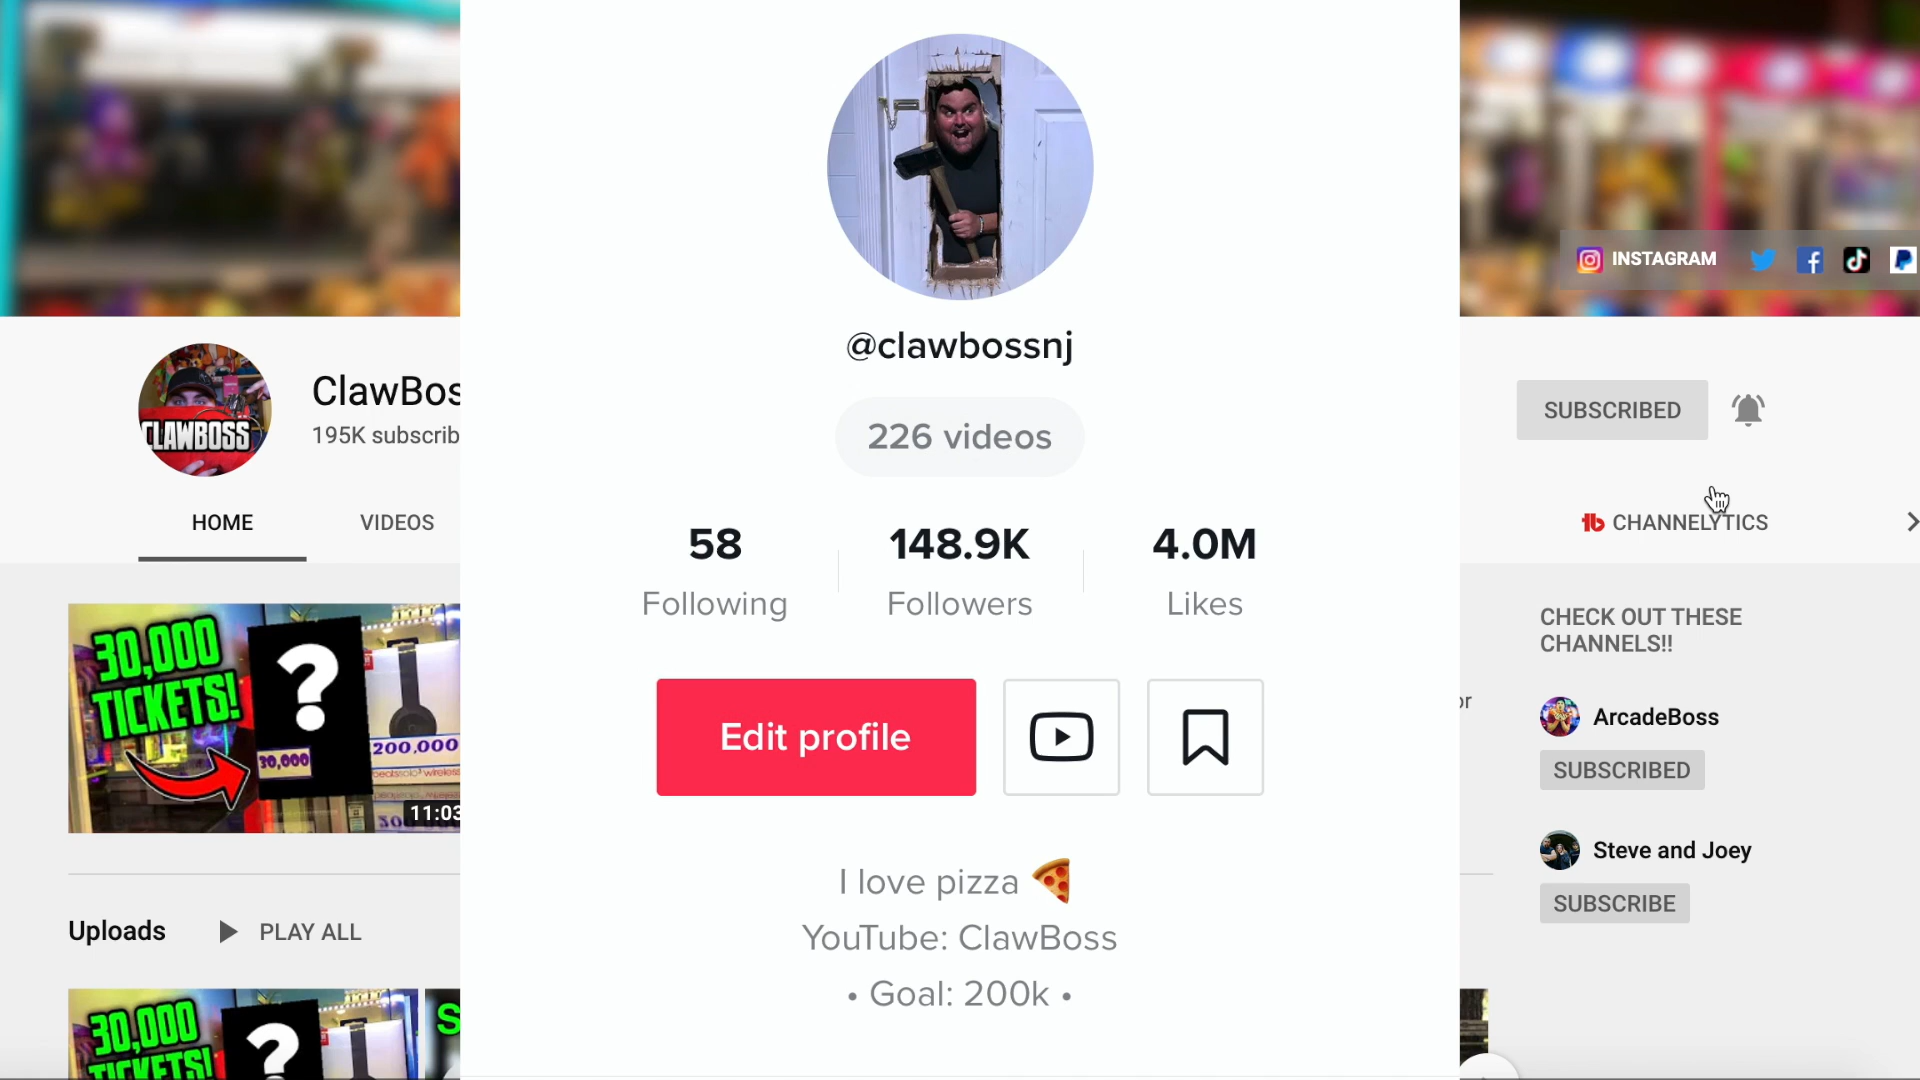 @clawbossnj
226 videos
58
Following
148.9K
Followers
4.0M
Likes
Edit profile
I love pizza 🍕
YouTube: ClawBoss
• Goal: 200k •
CLAWBOSS
ClawBos
195K subscrib
HOME
VIDEOS
30,000
TICKETS!
?
30,000
200,000
11:03
Uploads
PLAY ALL
30,000
TICKETS!
?
S
INSTAGRAM
SUBSCRIBED
CHANNELYTICS
CHECK OUT THESE
CHANNELS!!
ArcadeBoss
SUBSCRIBED
Steve and Joey
SUBSCRIBE
or